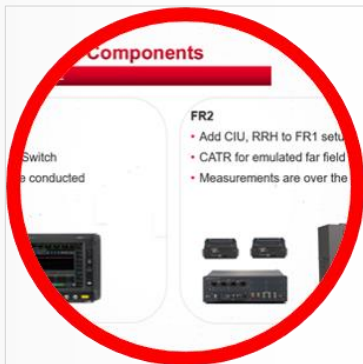 Components
Switch
conducted
FR2
• Add CIU, RRH to FR1 setu
• CATR for emulated far field
• Measurements are over the